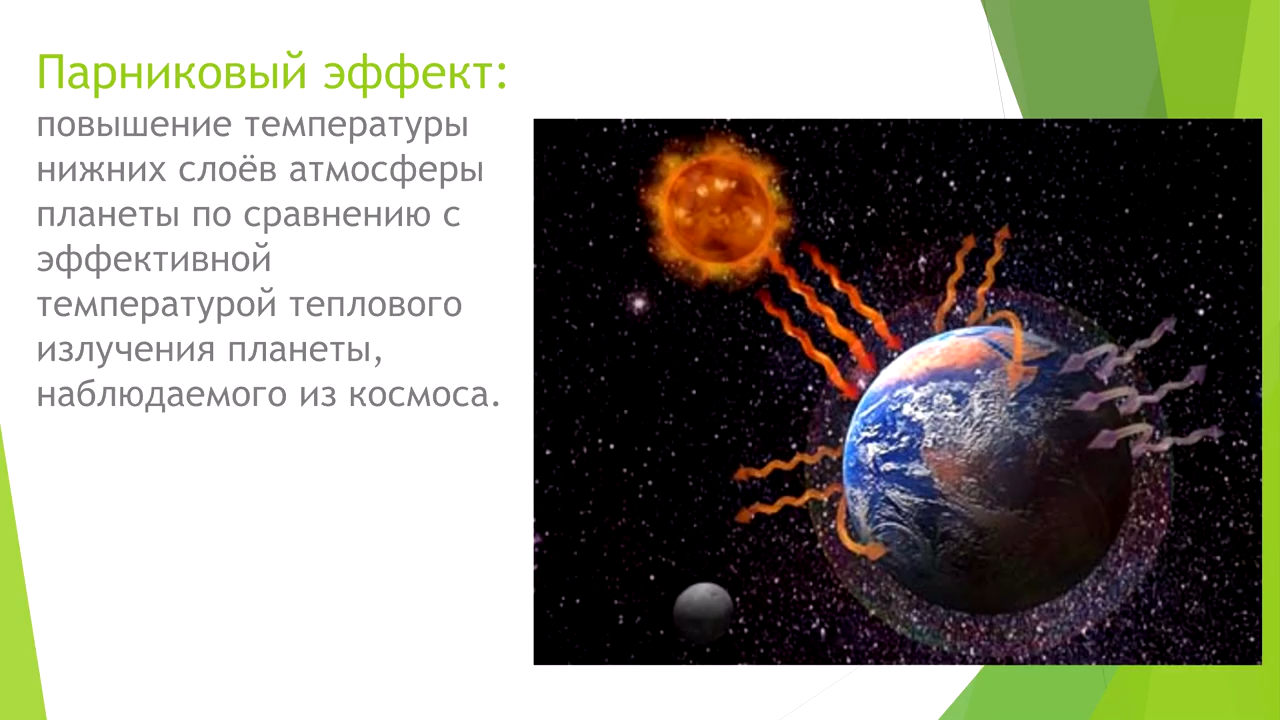 Парниковый эффект:
повышение температуры
нижних слоёв атмосферы
планеты по сравнению с
эффективной
температурой теплового
излучения планеты,
наблюдаемого из космоса.